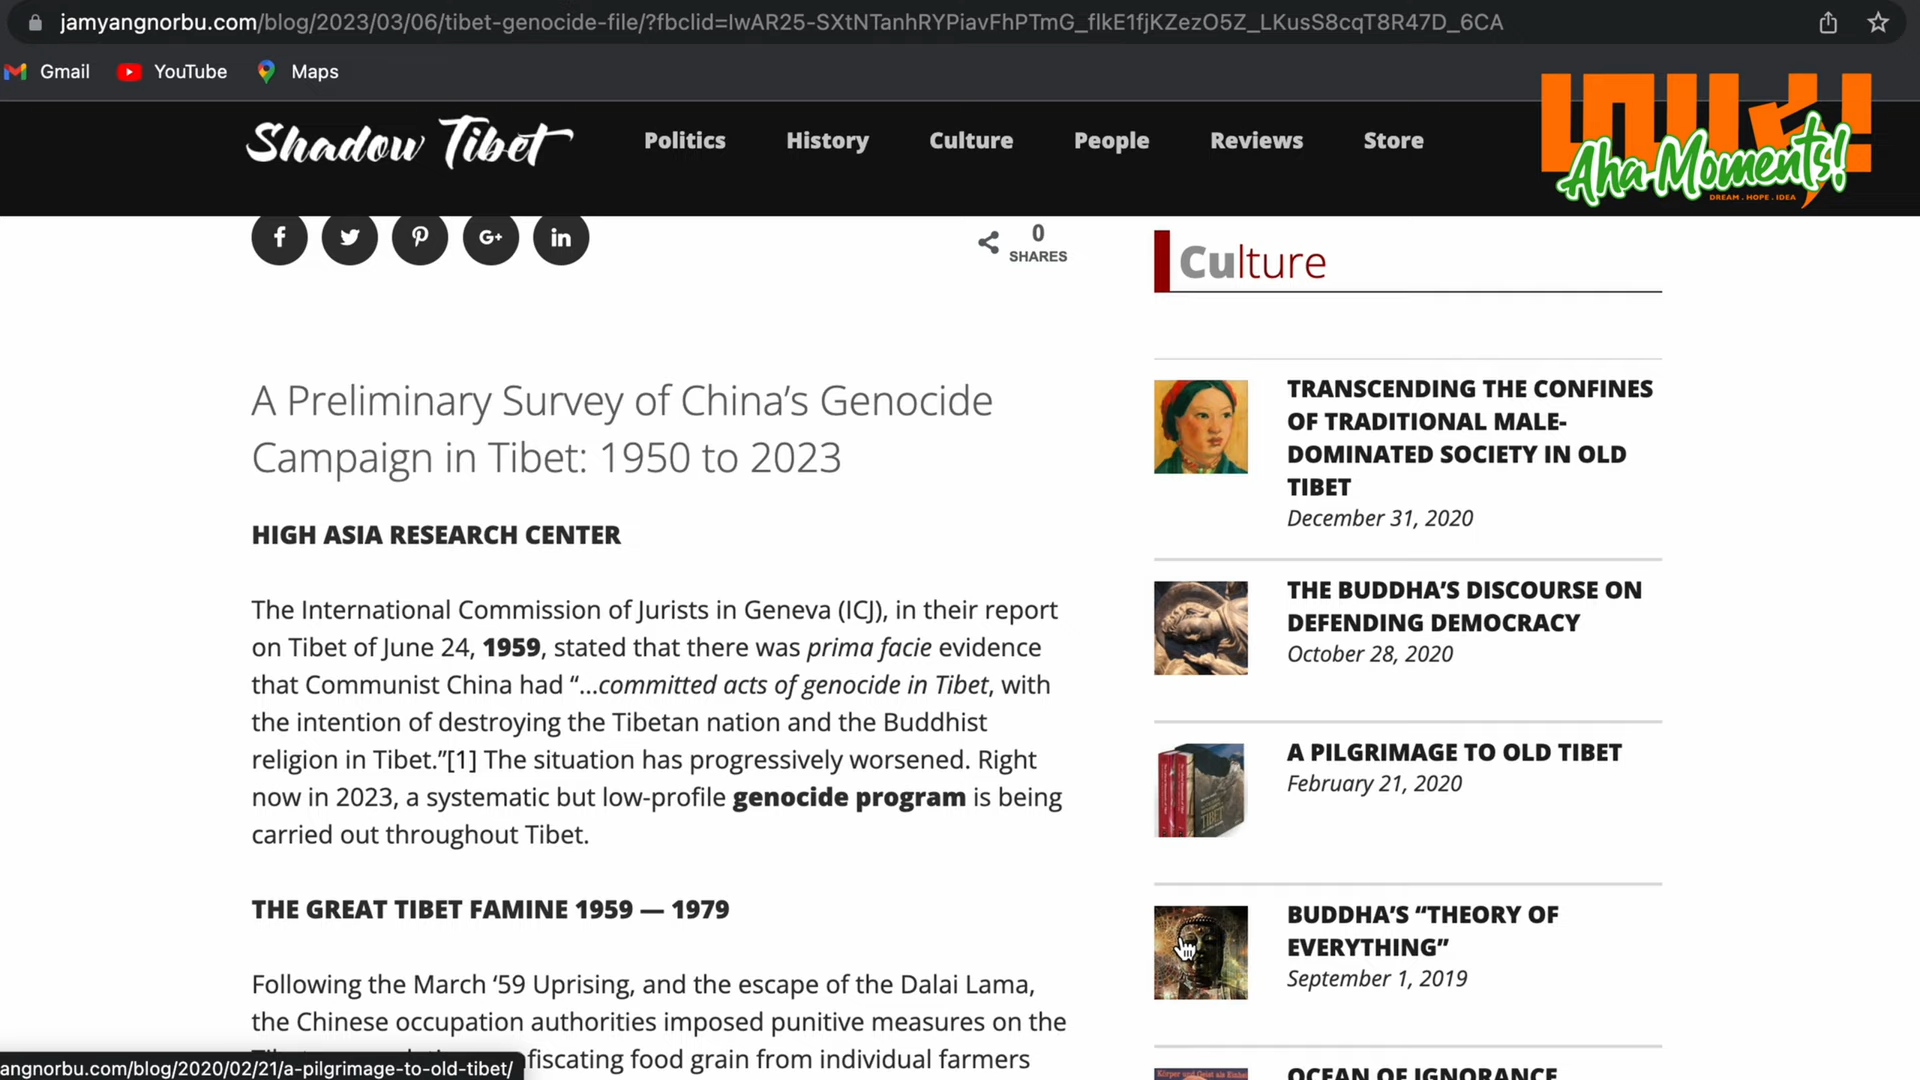 jamyangnorbu.com/blog/2023/03/06/tibet-genocide-file/?fbclid=IwAR25-SXtNTanhRYPiavFhPTmG_flkE1fjKZezO5Z_LKusS8cqT8R47D_6CA
Gmail YouTube Maps
Shadow Tibet
Politics History Culture People Reviews Store
Aha Moments!
DREAM . HOPE . IDEA
0
SHARES
A Preliminary Survey of China’s Genocide
Campaign in Tibet: 1950 to 2023
HIGH ASIA RESEARCH CENTER
The International Commission of Jurists in Geneva (ICJ), in their report
on Tibet of June 24, 1959, stated that there was prima facie evidence
that Communist China had “…committed acts of genocide in Tibet, with
the intention of destroying the Tibetan nation and the Buddhist
religion in Tibet.”[1] The situation has progressively worsened. Right
now in 2023, a systematic but low-profile genocide program is being
carried out throughout Tibet.
THE GREAT TIBET FAMINE 1959 — 1979
Following the March ‘59 Uprising, and the escape of the Dalai Lama,
the Chinese occupation authorities imposed punitive measures on the
fiscating food grain from individual farmers
angnorbu.com/blog/2020/02/21/a-pilgrimage-to-old-tibet/
Culture
TRANSCENDING THE CONFINES
OF TRADITIONAL MALE-
DOMINATED SOCIETY IN OLD
TIBET
December 31, 2020
THE BUDDHA’S DISCOURSE ON
DEFENDING DEMOCRACY
October 28, 2020
A PILGRIMAGE TO OLD TIBET
February 21, 2020
BUDDHA’S “THEORY OF
EVERYTHING”
September 1, 2019
OCEAN OF IGNORANCE